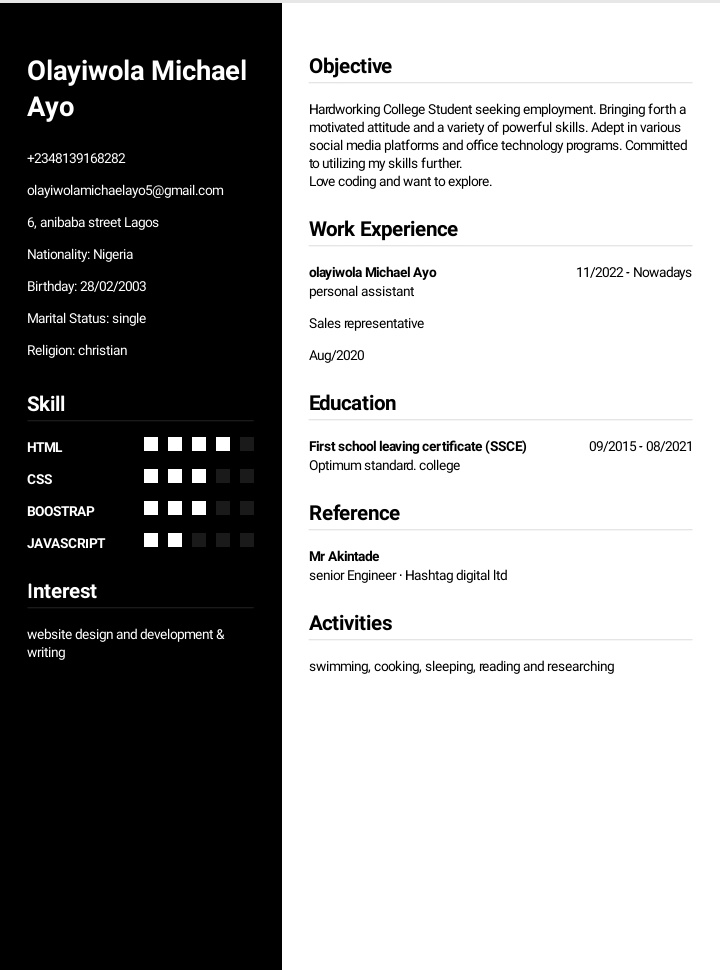 Olayiwola Michael
Ayo
+2348139168282
olayiwolamichaelayo5@gmail.com
6, anibaba street Lagos
Nationality: Nigeria
Birthday: 28/02/2003
Marital Status: single
Religion: christian
Skill
HTML
CSS
BOOSTRAP
JAVASCRIPT
Interest
website design and development &
writing
Objective
Hardworking College Student seeking employment. Bringing forth a
motivated attitude and a variety of powerful skills. Adept in various
social media platforms and office technology programs. Committed
to utilizing my skills further.
Love coding and want to explore.
Work Experience
olayiwola Michael Ayo 11/2022 - Nowadays
personal assistant
Sales representative
Aug/2020
Education
First school leaving certificate (SSCE) 09/2015 - 08/2021
Optimum standard. college
Reference
Mr Akintade
senior Engineer · Hashtag digital ltd
Activities
swimming, cooking, sleeping, reading and researching